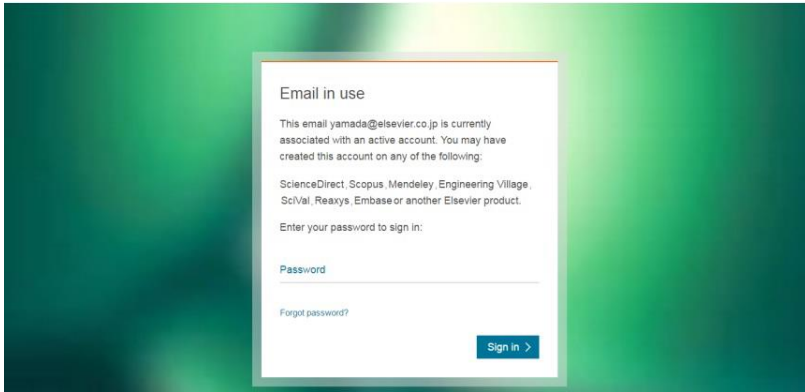 Email in use
This email yamada@elsevier.co.jp is currently
associated with an active account. You may have
created this account on any of the following:
ScienceDirect, Scopus, Mendeley, Engineering Village,
SciVal, Reaxys, Embase or another Elsevier product.
Enter your password to sign in:
Password
Forgot password?
Sign in >